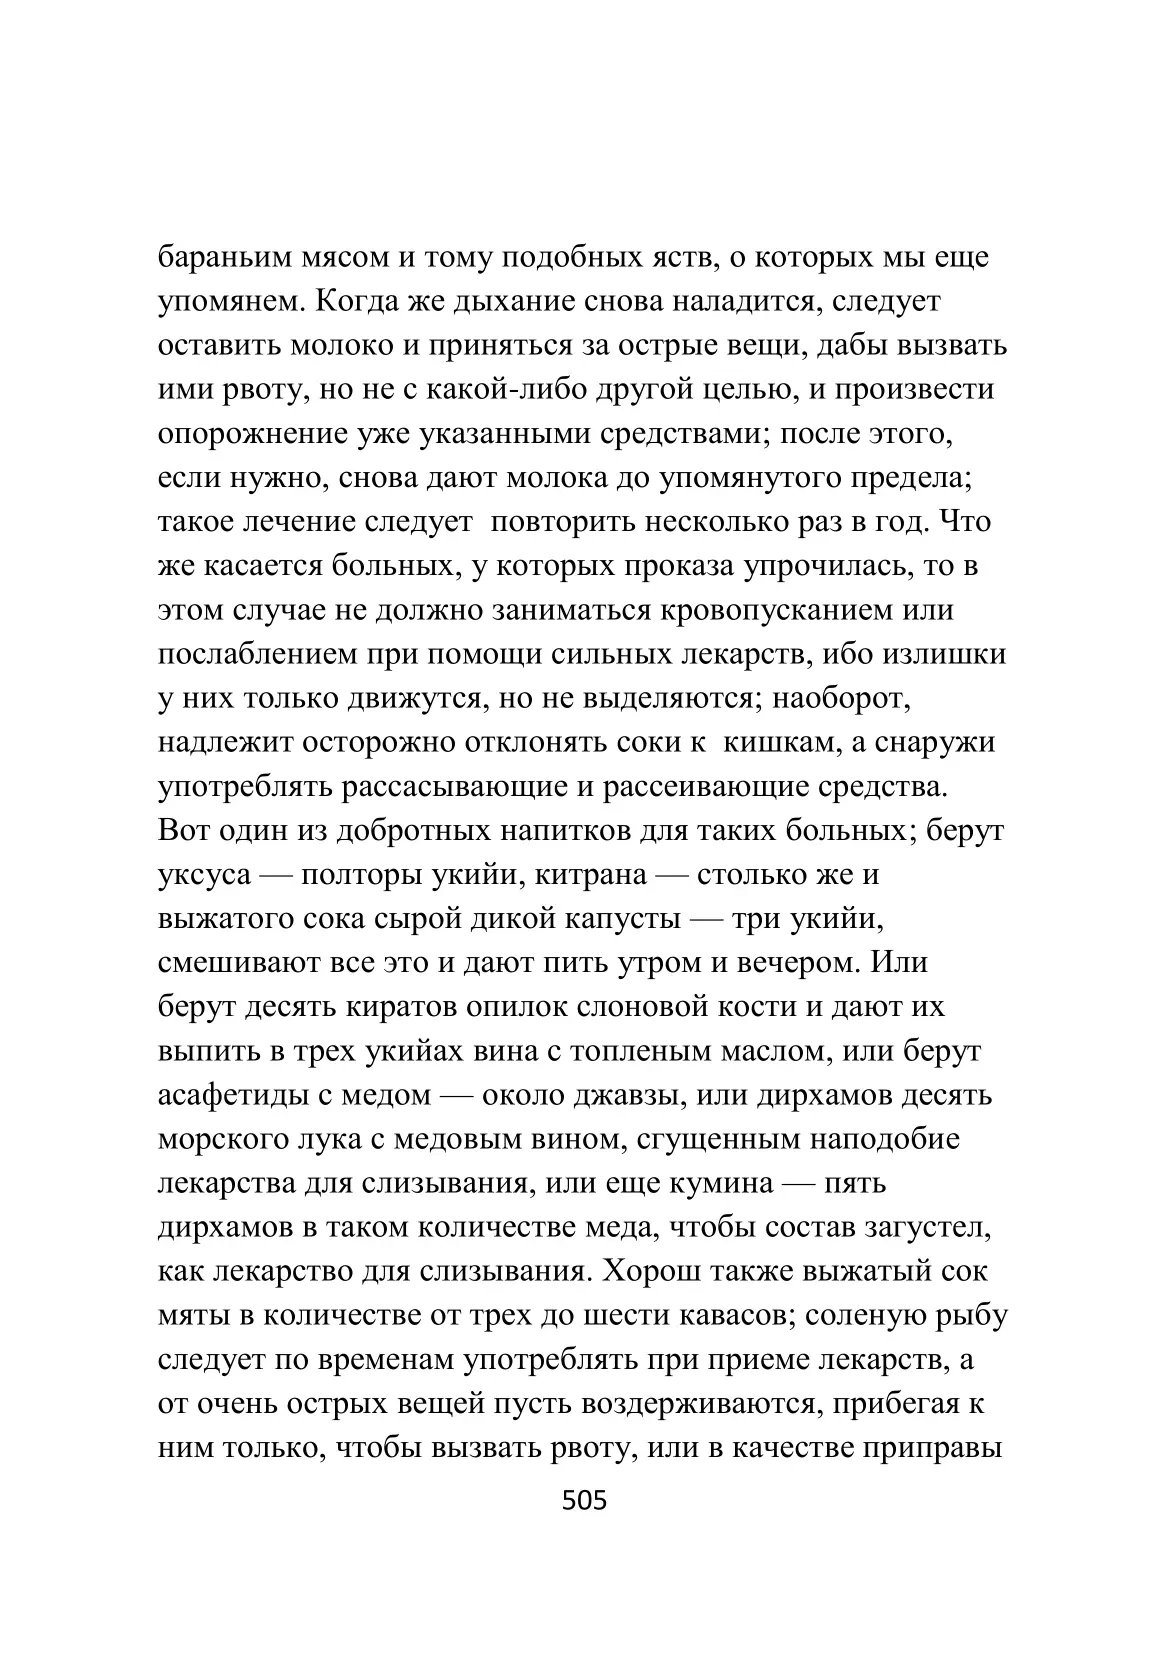 бараньим мясом и тому подобных яств, о которых мы еще
упомянем. Когда же дыхание снова наладится, следует
оставить молоко и приняться за острые вещи, дабы вызвать
ими рвоту, но не с какой-либо другой целью, и произвести
опорожнение уже указанными средствами; после этого,
если нужно, снова дают молока до упомянутого предела;
такое лечение следует  повторить несколько раз в год. Что
же касается больных, у которых проказа упрочилась, то в
этом случае не должно заниматься кровопусканием или
послаблением при помощи сильных лекарств, ибо излишки
у них только движутся, но не выделяются; наоборот,
надлежит осторожно отклонять соки к  кишкам, а снаружи
употреблять рассасывающие и рассеивающие средства.
Вот один из добротных напитков для таких больных; берут
уксуса — полторы укийи, китрана — столько же и
выжатого сока сырой дикой капусты — три укийи,
смешивают все это и дают пить утром и вечером. Или
берут десять киратов опилок слоновой кости и дают их
выпить в трех укийах вина с топленым маслом, или берут
асафетиды с медом — около джавзы, или дирхамов десять
морского лука с медовым вином, сгущенным наподобие
лекарства для слизывания, или еще кумина — пять
дирхамов в таком количестве меда, чтобы состав загустел,
как лекарство для слизывания. Хорош также выжатый сок
мяты в количестве от трех до шести кавасов; соленую рыбу
следует по временам употреблять при приеме лекарств, а
от очень острых вещей пусть воздерживаются, прибегая к
ним только, чтобы вызвать рвоту, или в качестве приправы
505